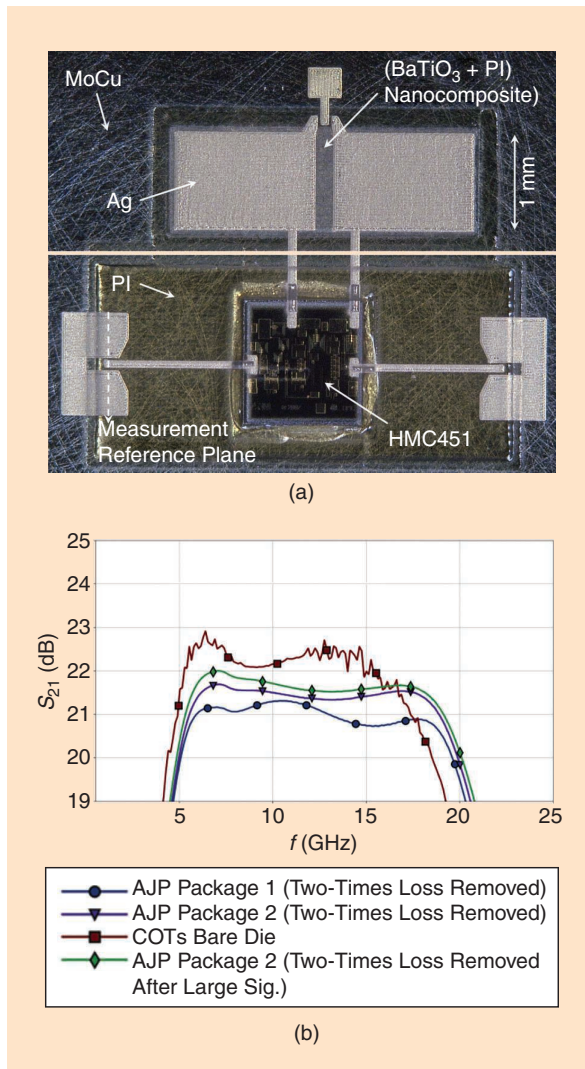 MoCu
(BaTiO3 + PI)
Nanocomposite)
Ag
1 mm
PI
Measurement
Reference Plane
HMC451
(a)
25
24
23
22
21
20
19
S21 (dB)
5
10
15
20
25
f (GHz)
AJP Package 1 (Two-Times Loss Removed)
AJP Package 2 (Two-Times Loss Removed)
COTs Bare Die
AJP Package 2 (Two-Times Loss Removed
After Large Sig.)
(b)